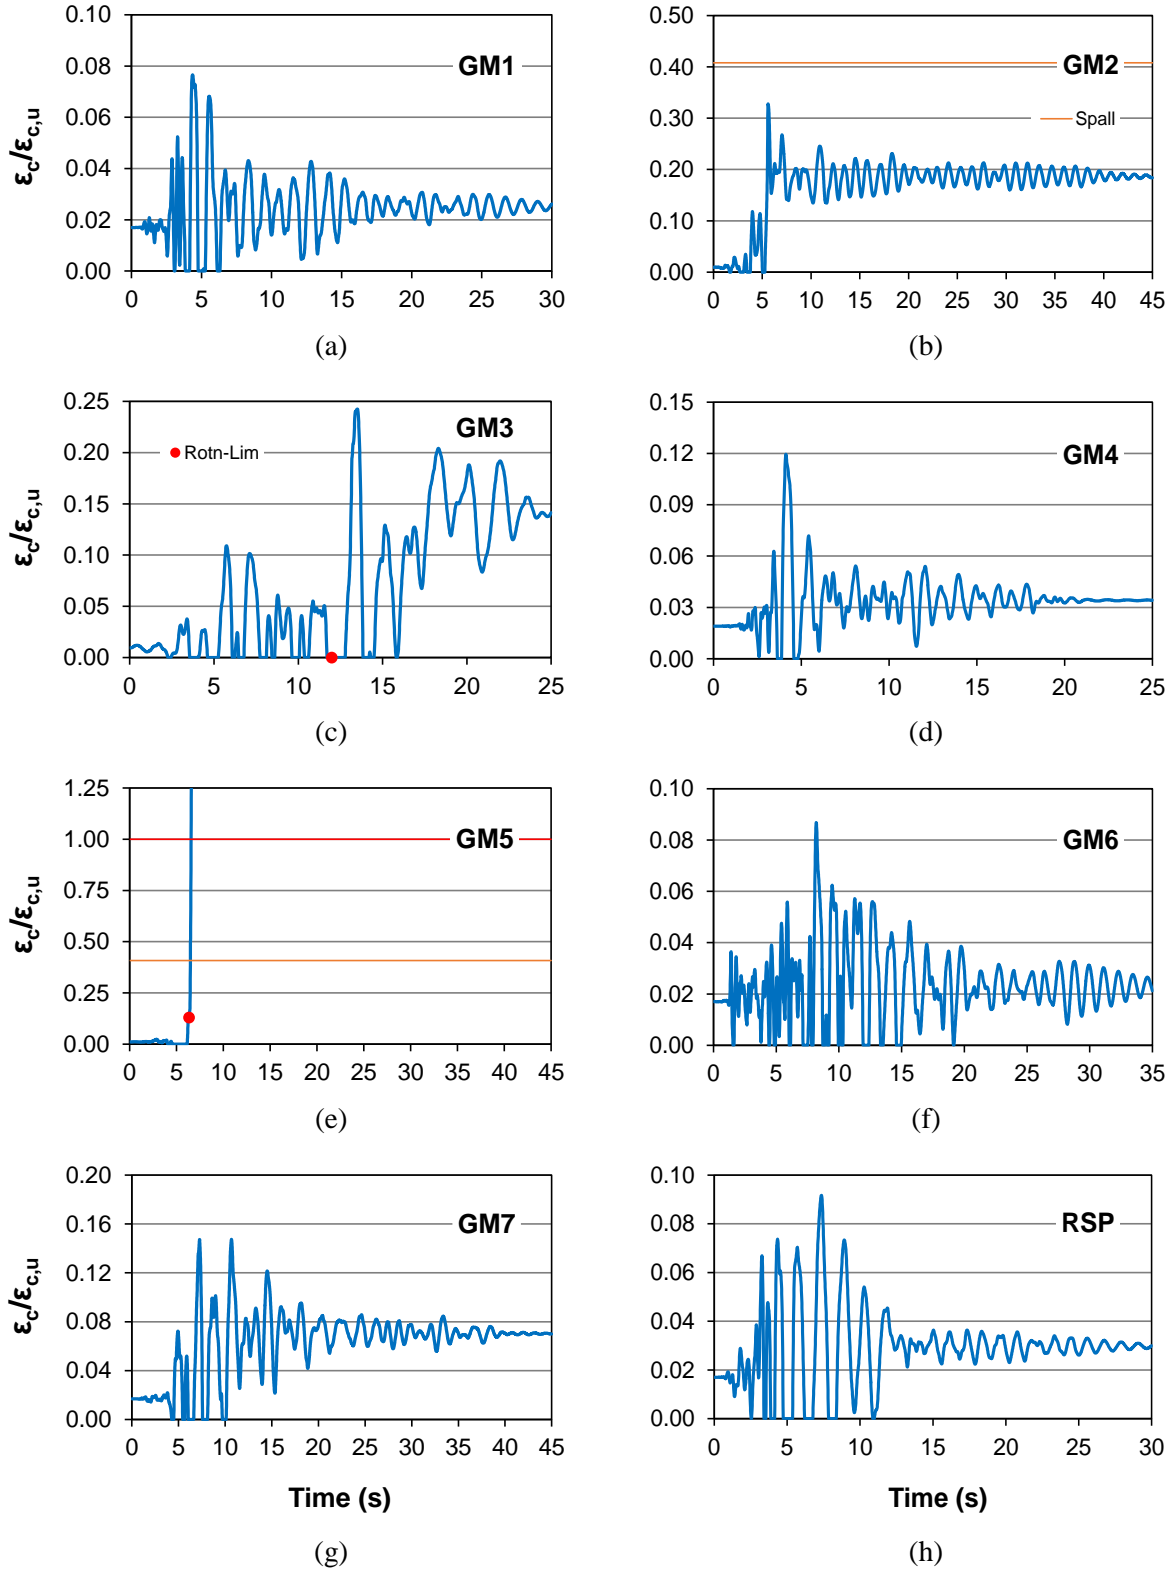 0.10
0.08
0.06
0.04
0.02
0.00
εc/εc,u
GM1
0 5 10 15 20 25 30
(a)
0.50
0.40
0.30
0.20
0.10
0.00
GM2
Spall
0 5 10 15 20 25 30 35 40 45
(b)
0.25
0.20
0.15
0.10
0.05
0.00
εc/εc,u
GM3
Rotn-Lim
0 5 10 15 20 25
(c)
0.15
0.12
0.09
0.06
0.03
0.00
GM4
0 5 10 15 20 25
(d)
1.25
1.00
0.75
0.50
0.25
0.00
εc/εc,u
GM5
0 5 10 15 20 25 30 35 40 45
(e)
0.10
0.08
0.06
0.04
0.02
0.00
GM6
0 5 10 15 20 25 30 35
(f)
0.20
0.16
0.12
0.08
0.04
0.00
εc/εc,u
GM7
0 5 10 15 20 25 30 35 40 45
Time (s)
(g)
0.10
0.08
0.06
0.04
0.02
0.00
RSP
0 5 10 15 20 25 30
Time (s)
(h)